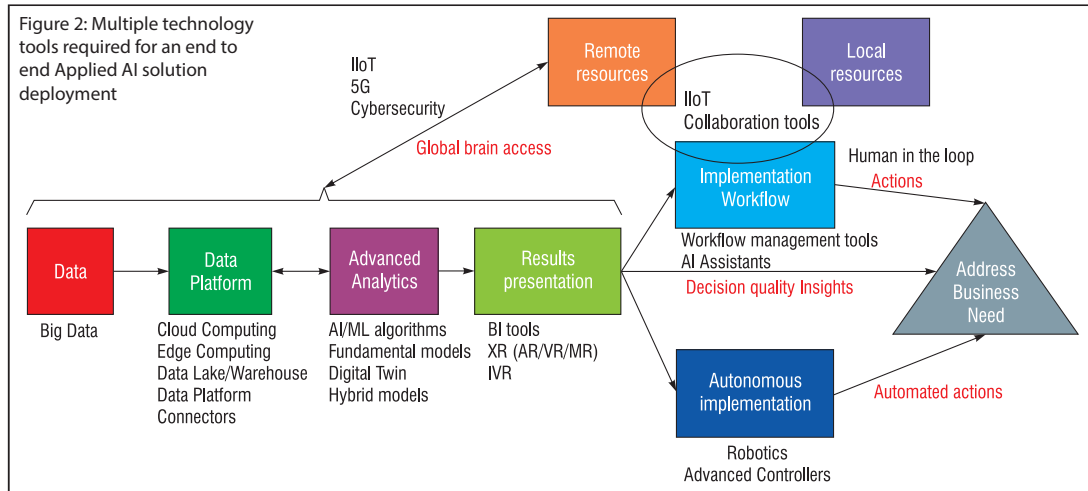 Figure 2: Multiple technology
tools required for an end to
end Applied AI solution
deployment
IIoT
5G
Cybersecurity
Global brain access
Remote
resources
Local
resources
IIoT
Collaboration tools
Implementation
Workflow
Human in the loop
Actions
Workflow management tools
AI Assistants
Decision quality Insights
Data
Big Data
Data
Platform
Cloud Computing
Edge Computing
Data Lake/Warehouse
Data Platform
Connectors
Advanced
Analytics
AI/ML algorithms
Fundamental models
Digital Twin
Hybrid models
Results
presentation
BI tools
XR (AR/VR/MR)
IVR
Address
Business
Need
Autonomous
implementation
Automated actions
Robotics
Advanced Controllers